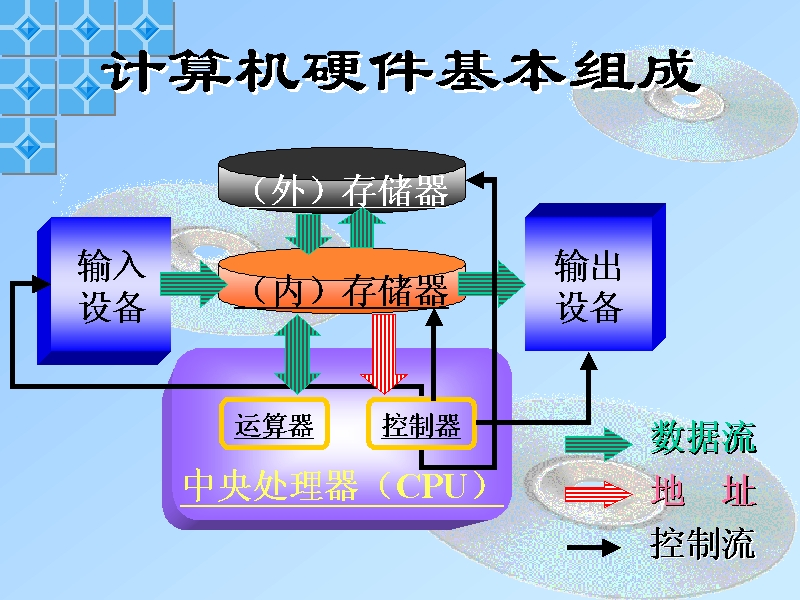 计算机硬件基本组成
（外）存储器
输入
设备
（内）存储器
输出
设备
运算器
控制器
中央处理器（CPU）
数据流
地 址
控制流